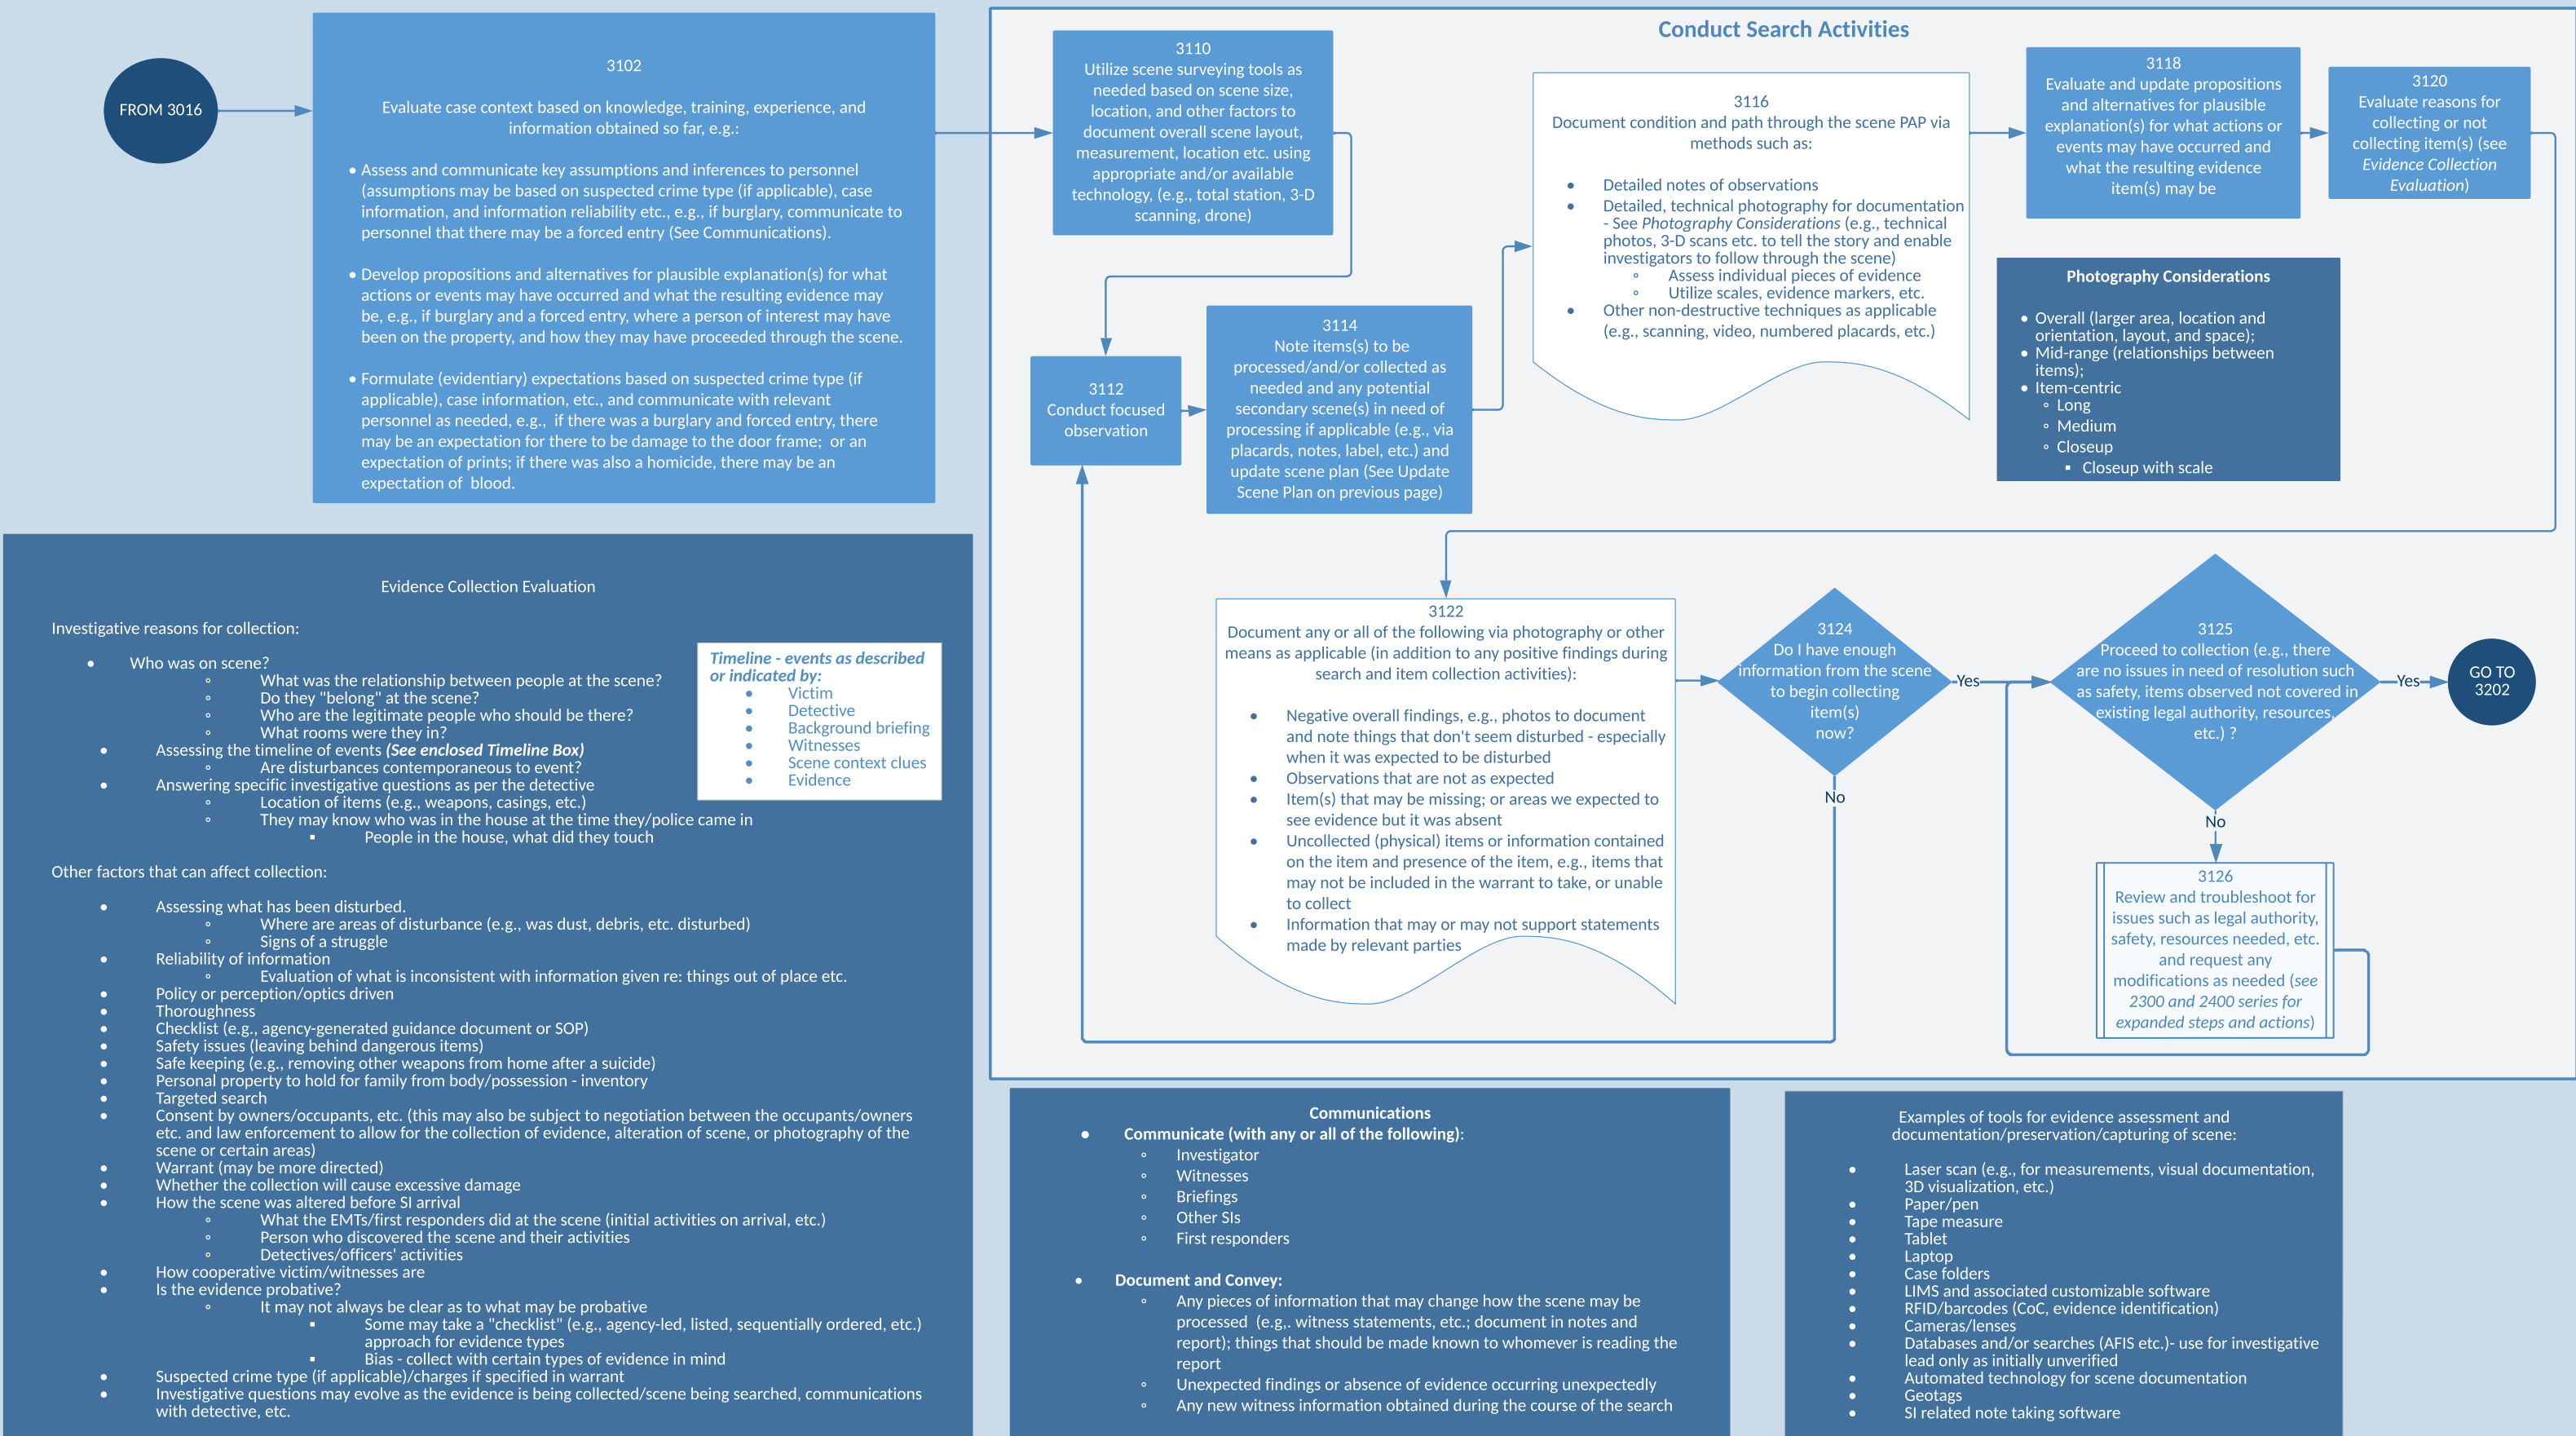 FROM 3016
3102
Evaluate case context based on knowledge, training, experience, and
information obtained so far, e.g.:
• Assess and communicate key assumptions and inferences to personnel
(assumptions may be based on suspected crime type (if applicable), case
information, and information reliability etc., e.g., if burglary, communicate to
personnel that there may be a forced entry (See Communications).
• Develop propositions and alternatives for plausible explanation(s) for what
actions or events may have occurred and what the resulting evidence may
be, e.g., if burglary and a forced entry, where a person of interest may have
been on the property, and how they may have proceeded through the scene.
• Formulate (evidentiary) expectations based on suspected crime type (if
applicable), case information, etc., and communicate with relevant
personnel as needed, e.g., if there was a burglary and forced entry, there
may be an expectation for there to be damage to the door frame; or an
expectation of prints; if there was also a homicide, there may be an
expectation of blood.
Conduct Search Activities
3110
Utilize scene surveying tools as
needed based on scene size,
location, and other factors to
document overall scene layout,
measurement, location etc. using
appropriate and/or available
technology, (e.g., total station, 3-D
scanning, drone)
3112
Conduct focused
observation
3114
Note items(s) to be
processed/and/or collected as
needed and any potential
secondary scene(s) in need of
processing if applicable (e.g., via
placards, notes, label, etc.) and
update scene plan (See Update
Scene Plan on previous page)
3116
Document condition and path through the scene PAP via
methods such as:
• Detailed notes of observations
• Detailed, technical photography for documentation
- See Photography Considerations (e.g., technical
photos, 3-D scans etc. to tell the story and enable
investigators to follow through the scene)
◦ Assess individual pieces of evidence
◦ Utilize scales, evidence markers, etc.
• Other non-destructive techniques as applicable
(e.g., scanning, video, numbered placards, etc.)
3118
Evaluate and update propositions
and alternatives for plausible
explanation(s) for what actions or
events may have occurred and
what the resulting evidence
item(s) may be
3120
Evaluate reasons for
collecting or not
collecting item(s) (see
Evidence Collection
Evaluation)
Photography Considerations
• Overall (larger area, location and
orientation, layout, and space);
• Mid-range (relationships between
items);
• Item-centric
◦ Long
◦ Medium
◦ Closeup
▪ Closeup with scale
3122
Document any or all of the following via photography or other
means as applicable (in addition to any positive findings during
search and item collection activities):
• Negative overall findings, e.g., photos to document
and note things that don't seem disturbed - especially
when it was expected to be disturbed
• Observations that are not as expected
• Item(s) that may be missing; or areas we expected to
see evidence but it was absent
• Uncollected (physical) items or information contained
on the item and presence of the item, e.g., items that
may not be included in the warrant to take, or unable
to collect
• Information that may or may not support statements
made by relevant parties
3124
Do I have enough
information from the scene
to begin collecting
item(s)
now?
Yes
No
3125
Proceed to collection (e.g., there
are no issues in need of resolution such
as safety, items observed not covered in
existing legal authority, resources,
etc.) ?
Yes
GO TO
3202
No
3126
Review and troubleshoot for
issues such as legal authority,
safety, resources needed, etc.
and request any
modifications as needed (see
2300 and 2400 series for
expanded steps and actions)
Evidence Collection Evaluation
Investigative reasons for collection:
• Who was on scene?
◦ What was the relationship between people at the scene?
◦ Do they "belong" at the scene?
◦ Who are the legitimate people who should be there?
◦ What rooms were they in?
• Assessing the timeline of events (See enclosed Timeline Box)
◦ Are disturbances contemporaneous to event?
• Answering specific investigative questions as per the detective
◦ Location of items (e.g., weapons, casings, etc.)
◦ They may know who was in the house at the time they/police came in
▪ People in the house, what did they touch
Timeline - events as described
or indicated by:
• Victim
• Detective
• Background briefing
• Witnesses
• Scene context clues
• Evidence
Other factors that can affect collection:
• Assessing what has been disturbed.
◦ Where are areas of disturbance (e.g., was dust, debris, etc. disturbed)
◦ Signs of a struggle
• Reliability of information
◦ Evaluation of what is inconsistent with information given re: things out of place etc.
• Policy or perception/optics driven
• Thoroughness
• Checklist (e.g., agency-generated guidance document or SOP)
• Safety issues (leaving behind dangerous items)
• Safe keeping (e.g., removing other weapons from home after a suicide)
• Personal property to hold for family from body/possession - inventory
• Targeted search
• Consent by owners/occupants, etc. (this may also be subject to negotiation between the occupants/owners
etc. and law enforcement to allow for the collection of evidence, alteration of scene, or photography of the
scene or certain areas)
• Warrant (may be more directed)
• Whether the collection will cause excessive damage
• How the scene was altered before SI arrival
◦ What the EMTs/first responders did at the scene (initial activities on arrival, etc.)
◦ Person who discovered the scene and their activities
◦ Detectives/officers' activities
• How cooperative victim/witnesses are
• Is the evidence probative?
◦ It may not always be clear as to what may be probative
▪ Some may take a "checklist" (e.g., agency-led, listed, sequentially ordered, etc.)
approach for evidence types
▪ Bias - collect with certain types of evidence in mind
• Suspected crime type (if applicable)/charges if specified in warrant
• Investigative questions may evolve as the evidence is being collected/scene being searched, communications
with detective, etc.
Communications
• Communicate (with any or all of the following):
◦ Investigator
◦ Witnesses
◦ Briefings
◦ Other SIs
◦ First responders
• Document and Convey:
◦ Any pieces of information that may change how the scene may be
processed (e,g,. witness statements, etc.; document in notes and
report); things that should be made known to whomever is reading the
report
◦ Unexpected findings or absence of evidence occurring unexpectedly
◦ Any new witness information obtained during the course of the search
Examples of tools for evidence assessment and
documentation/preservation/capturing of scene:
• Laser scan (e.g., for measurements, visual documentation,
3D visualization, etc.)
• Paper/pen
• Tape measure
• Tablet
• Laptop
• Case folders
• LIMS and associated customizable software
• RFID/barcodes (CoC, evidence identification)
• Cameras/lenses
• Databases and/or searches (AFIS etc.)- use for investigative
lead only as initially unverified
• Automated technology for scene documentation
• Geotags
• SI related note taking software